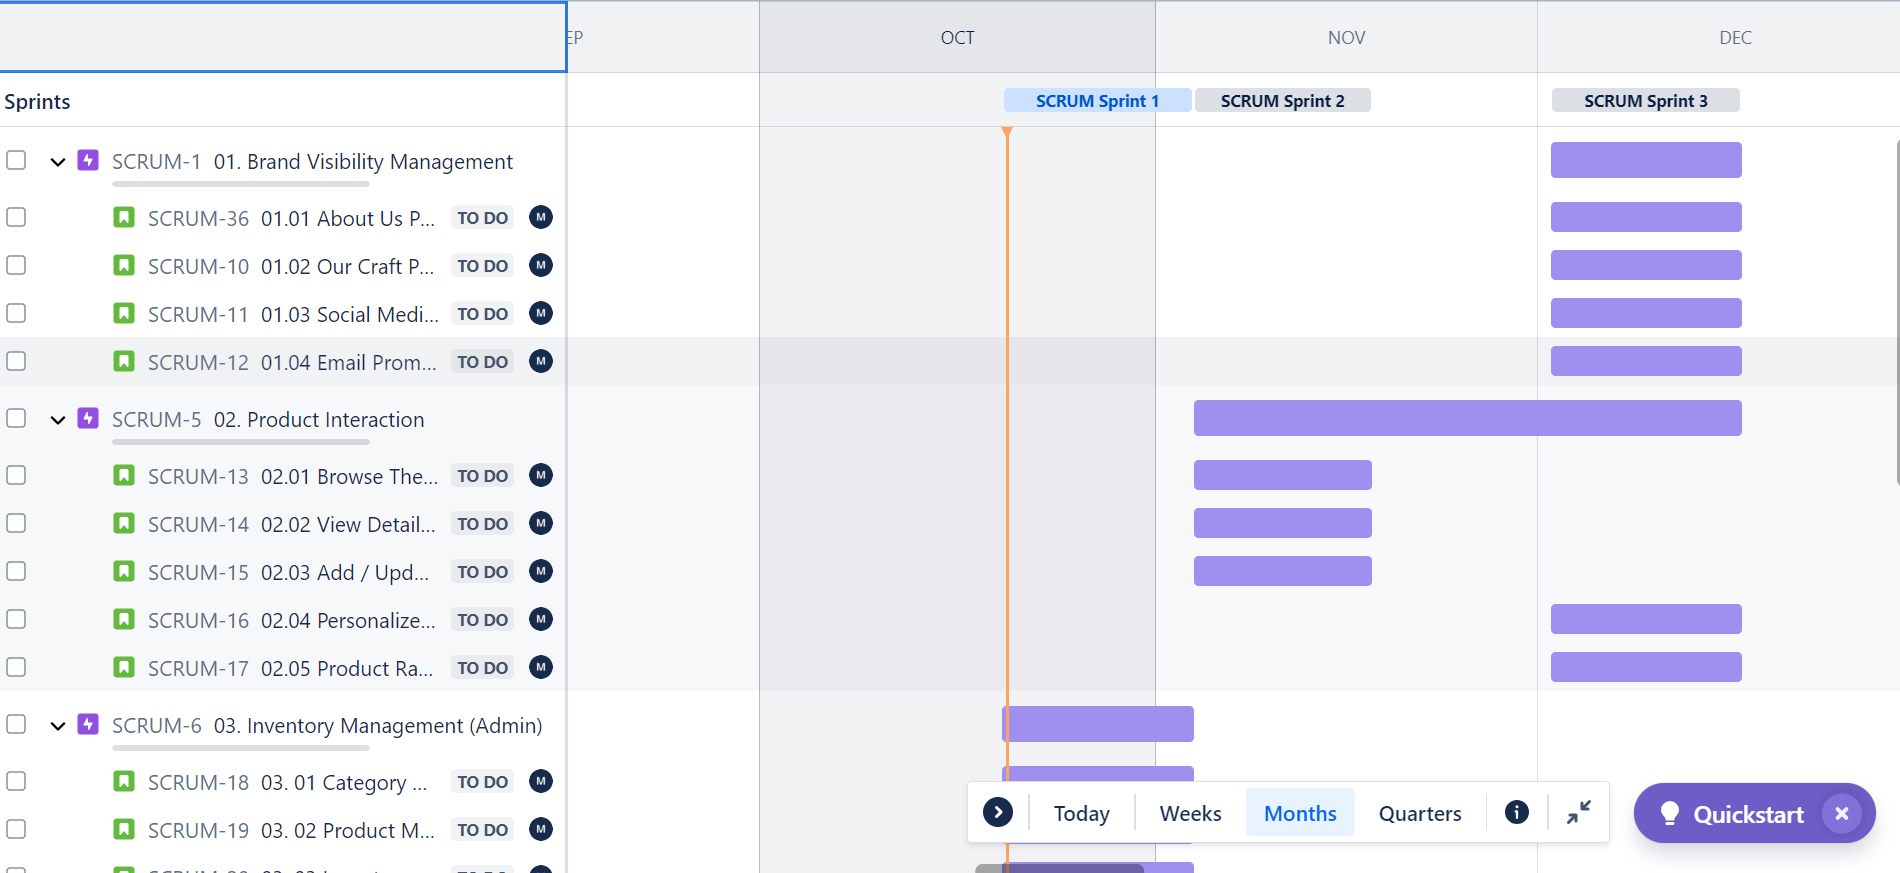 EP OCT NOV DEC
Sprints SCRUM Sprint 1 SCRUM Sprint 2 SCRUM Sprint 3
SCRUM-1 01. Brand Visibility Management
SCRUM-36 01.01 About Us P... TO DO M
SCRUM-10 01.02 Our Craft P... TO DO M
SCRUM-11 01.03 Social Medi... TO DO M
SCRUM-12 01.04 Email Prom... TO DO M
SCRUM-5 02. Product Interaction
SCRUM-13 02.01 Browse The... TO DO M
SCRUM-14 02.02 View Detail... TO DO M
SCRUM-15 02.03 Add / Upd... TO DO M
SCRUM-16 02.04 Personalize... TO DO M
SCRUM-17 02.05 Product Ra... TO DO M
SCRUM-6 03. Inventory Management (Admin)
SCRUM-18 03. 01 Category ... TO DO M
SCRUM-19 03. 02 Product M... TO DO M
Today Weeks Months Quarters
Quickstart